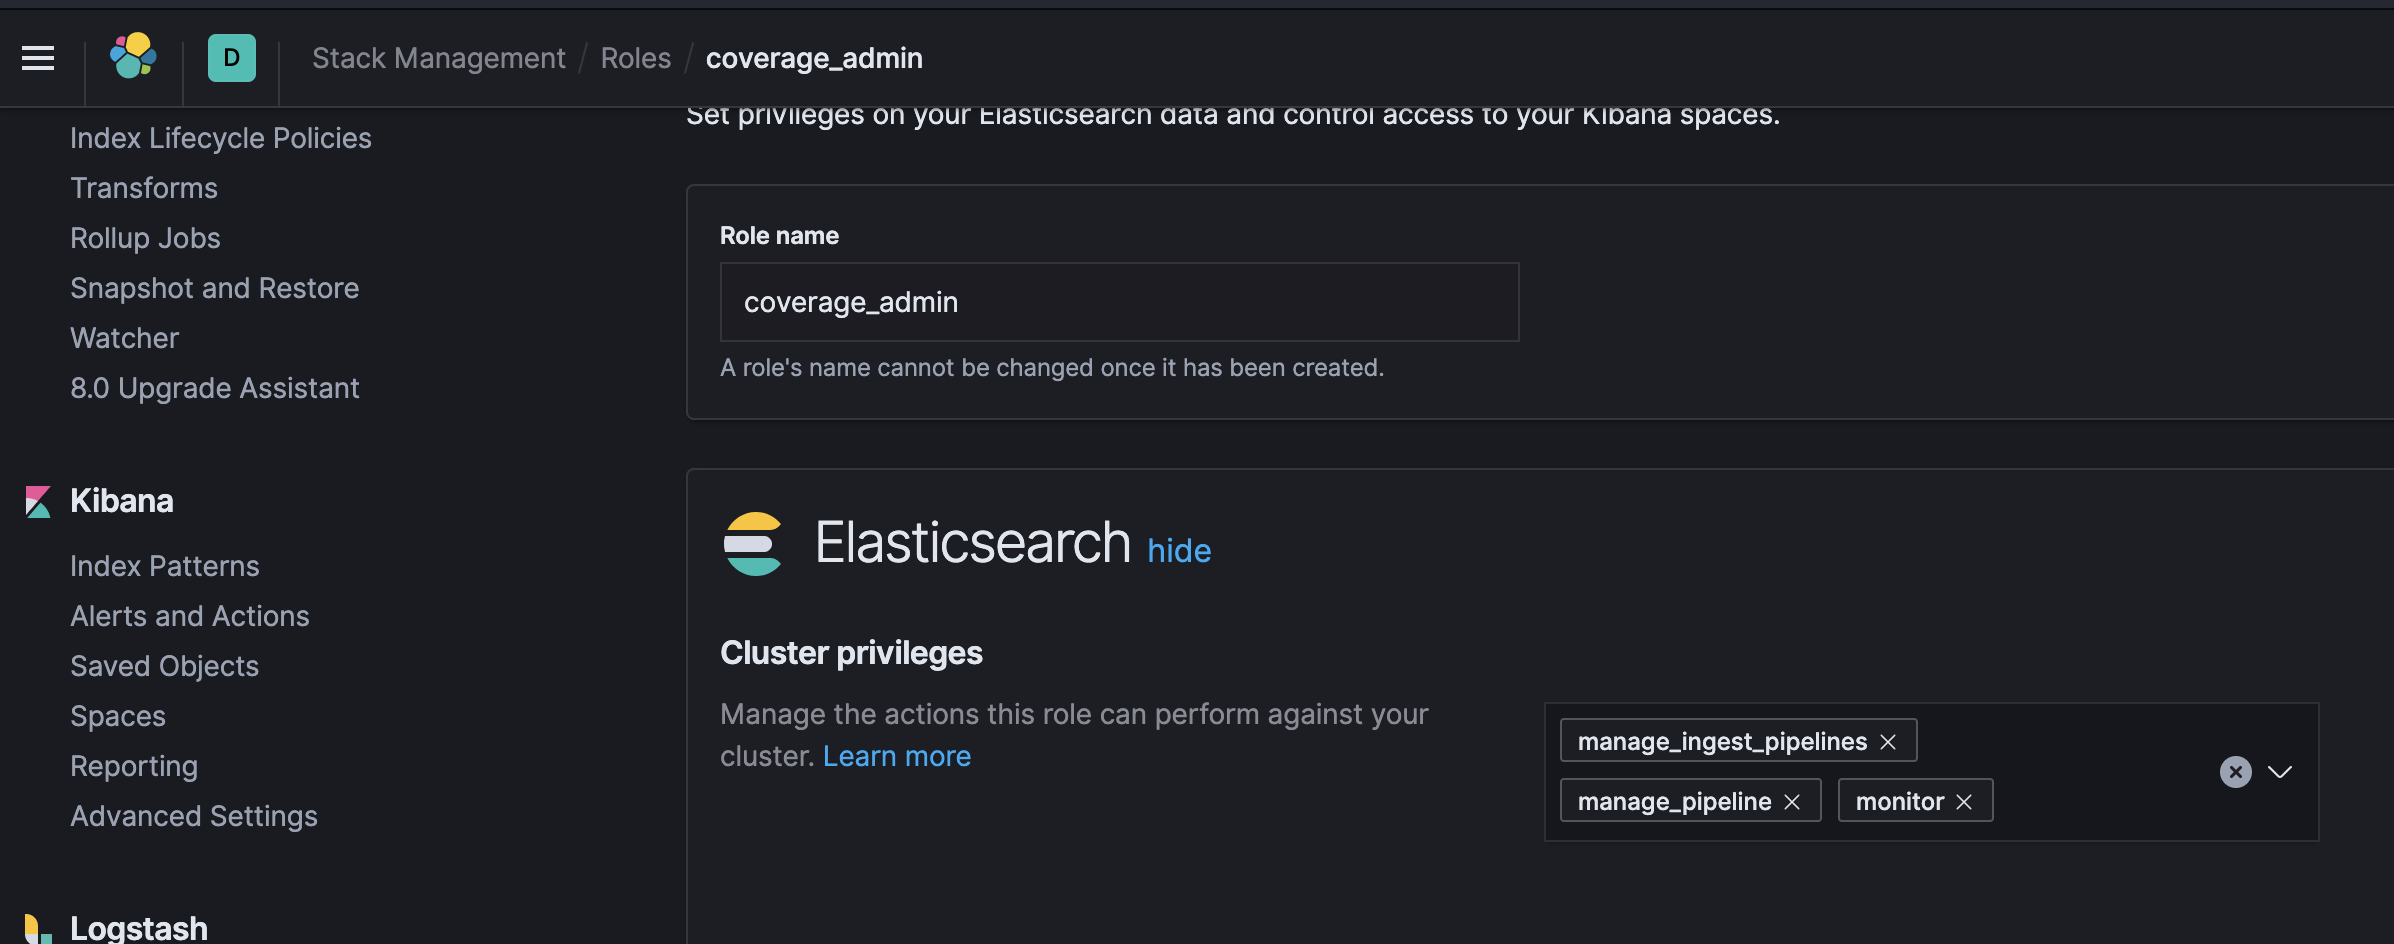 D
Stack Management / Roles / coverage_admin
Set privileges on your Elasticsearch data and control access to your Kibana spaces.
Index Lifecycle Policies
Transforms
Rollup Jobs
Snapshot and Restore
Watcher
8.0 Upgrade Assistant
Kibana
Index Patterns
Alerts and Actions
Saved Objects
Spaces
Reporting
Advanced Settings
Logstash
Role name
coverage_admin
A role's name cannot be changed once it has been created.
Elasticsearch hide
Cluster privileges
Manage the actions this role can perform against your
cluster. Learn more
manage_ingest_pipelines
manage_pipeline monitor